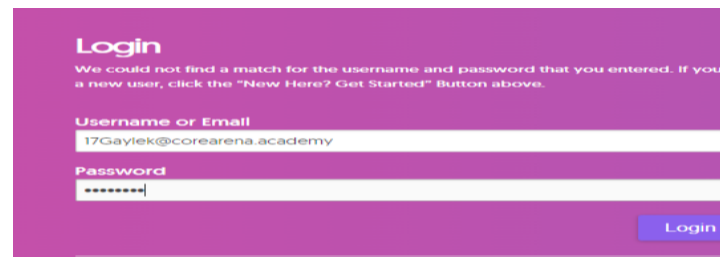 Login
We could not find a match for the username and password that you entered. If you
a new user, click the "New Here? Get Started" Button above.
Username or Email
17Gaylek@corearena.academy
Password
••••••••
Login